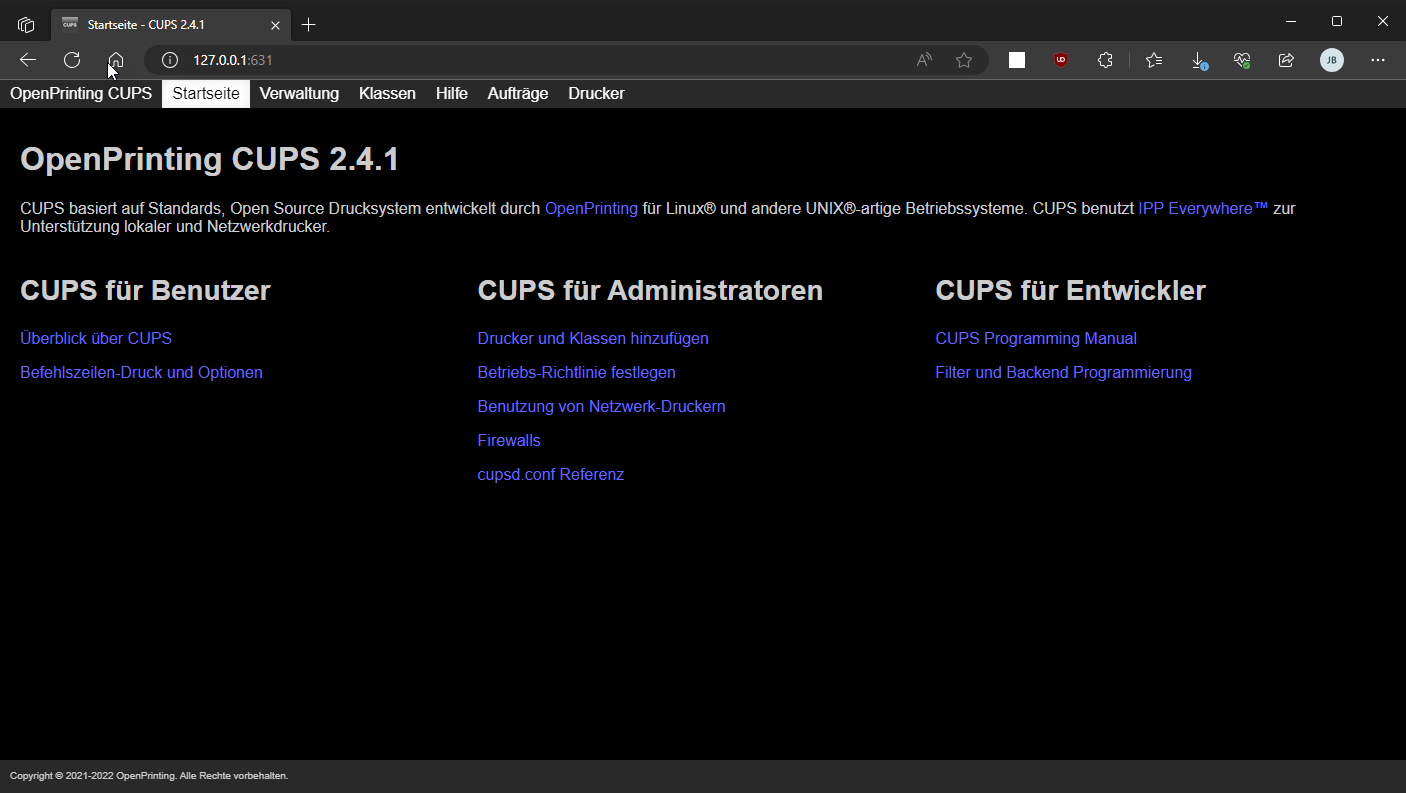 CUPS Startseite - CUPS 2.4.1
127.0.0.1:631
A
UD
JB
OpenPrinting CUPS Startseite Verwaltung Klassen Hilfe Aufträge Drucker
OpenPrinting CUPS 2.4.1
CUPS basiert auf Standards, Open Source Drucksystem entwickelt durch OpenPrinting für Linux® und andere UNIX®-artige Betriebssysteme. CUPS benutzt IPP Everywhere™ zur
Unterstützung lokaler und Netzwerkdrucker.
CUPS für Benutzer
Überblick über CUPS
Befehlszeilen-Druck und Optionen
CUPS für Administratoren
Drucker und Klassen hinzufügen
Betriebs-Richtlinie festlegen
Benutzung von Netzwerk-Druckern
Firewalls
cupsd.conf Referenz
CUPS für Entwickler
CUPS Programming Manual
Filter und Backend Programmierung
Copyright © 2021-2022 OpenPrinting. Alle Rechte vorbehalten.